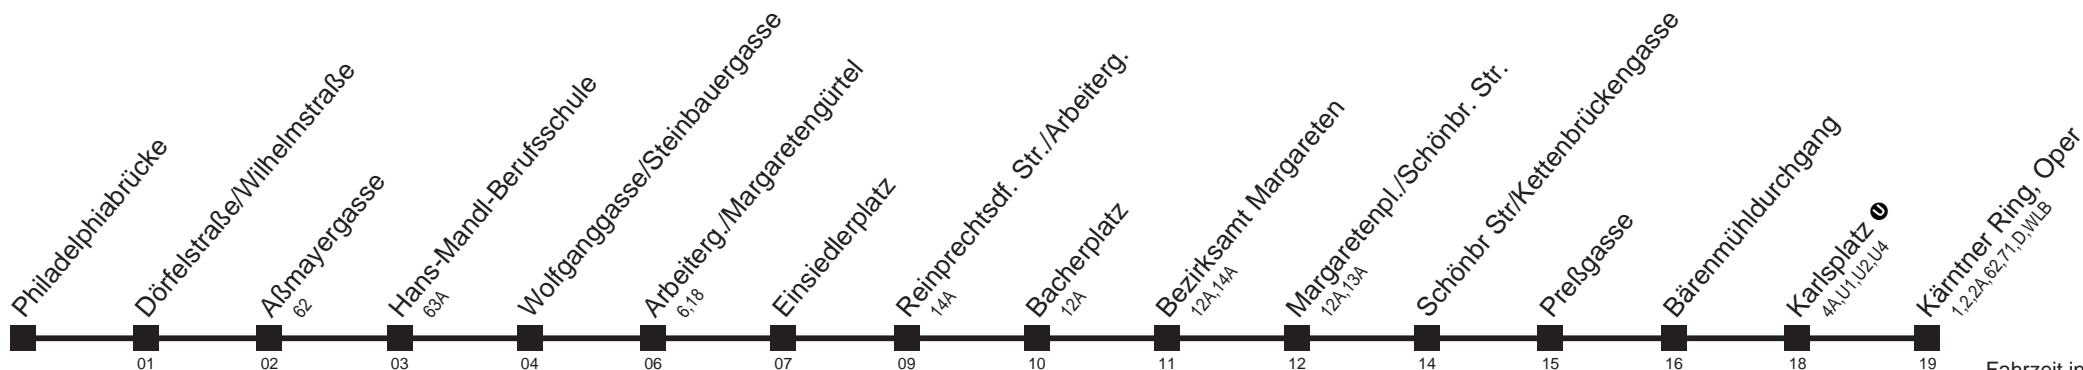 Philadelphiabrücke
Dörfelstraße/Wilhelmstraße
01
Aßmayergasse
62
02
Hans-Mandl-Berufsschule
63A
03
Wolfganggasse/Steinbauergasse
04
Arbeiterg./Margaretengürtel
6,18
06
Einsiedlerplatz
07
Reinprechtsdf. Str./Arbeiterg.
14A
09
Bacherplatz
12A
10
Bezirksamt Margareten
12A,14A
11
Margaretenpl./Schönbr. Str.
12A,13A
12
Schönbr Str/Kettenbrückengasse
14
Preßgasse
15
Bärenmühldurchgang
16
Karlsplatz U
4A,U1,U2,U4
18
Kärntner Ring, Oper
1,2,2A,62,71,D,WLB
19
Fahrzeit in